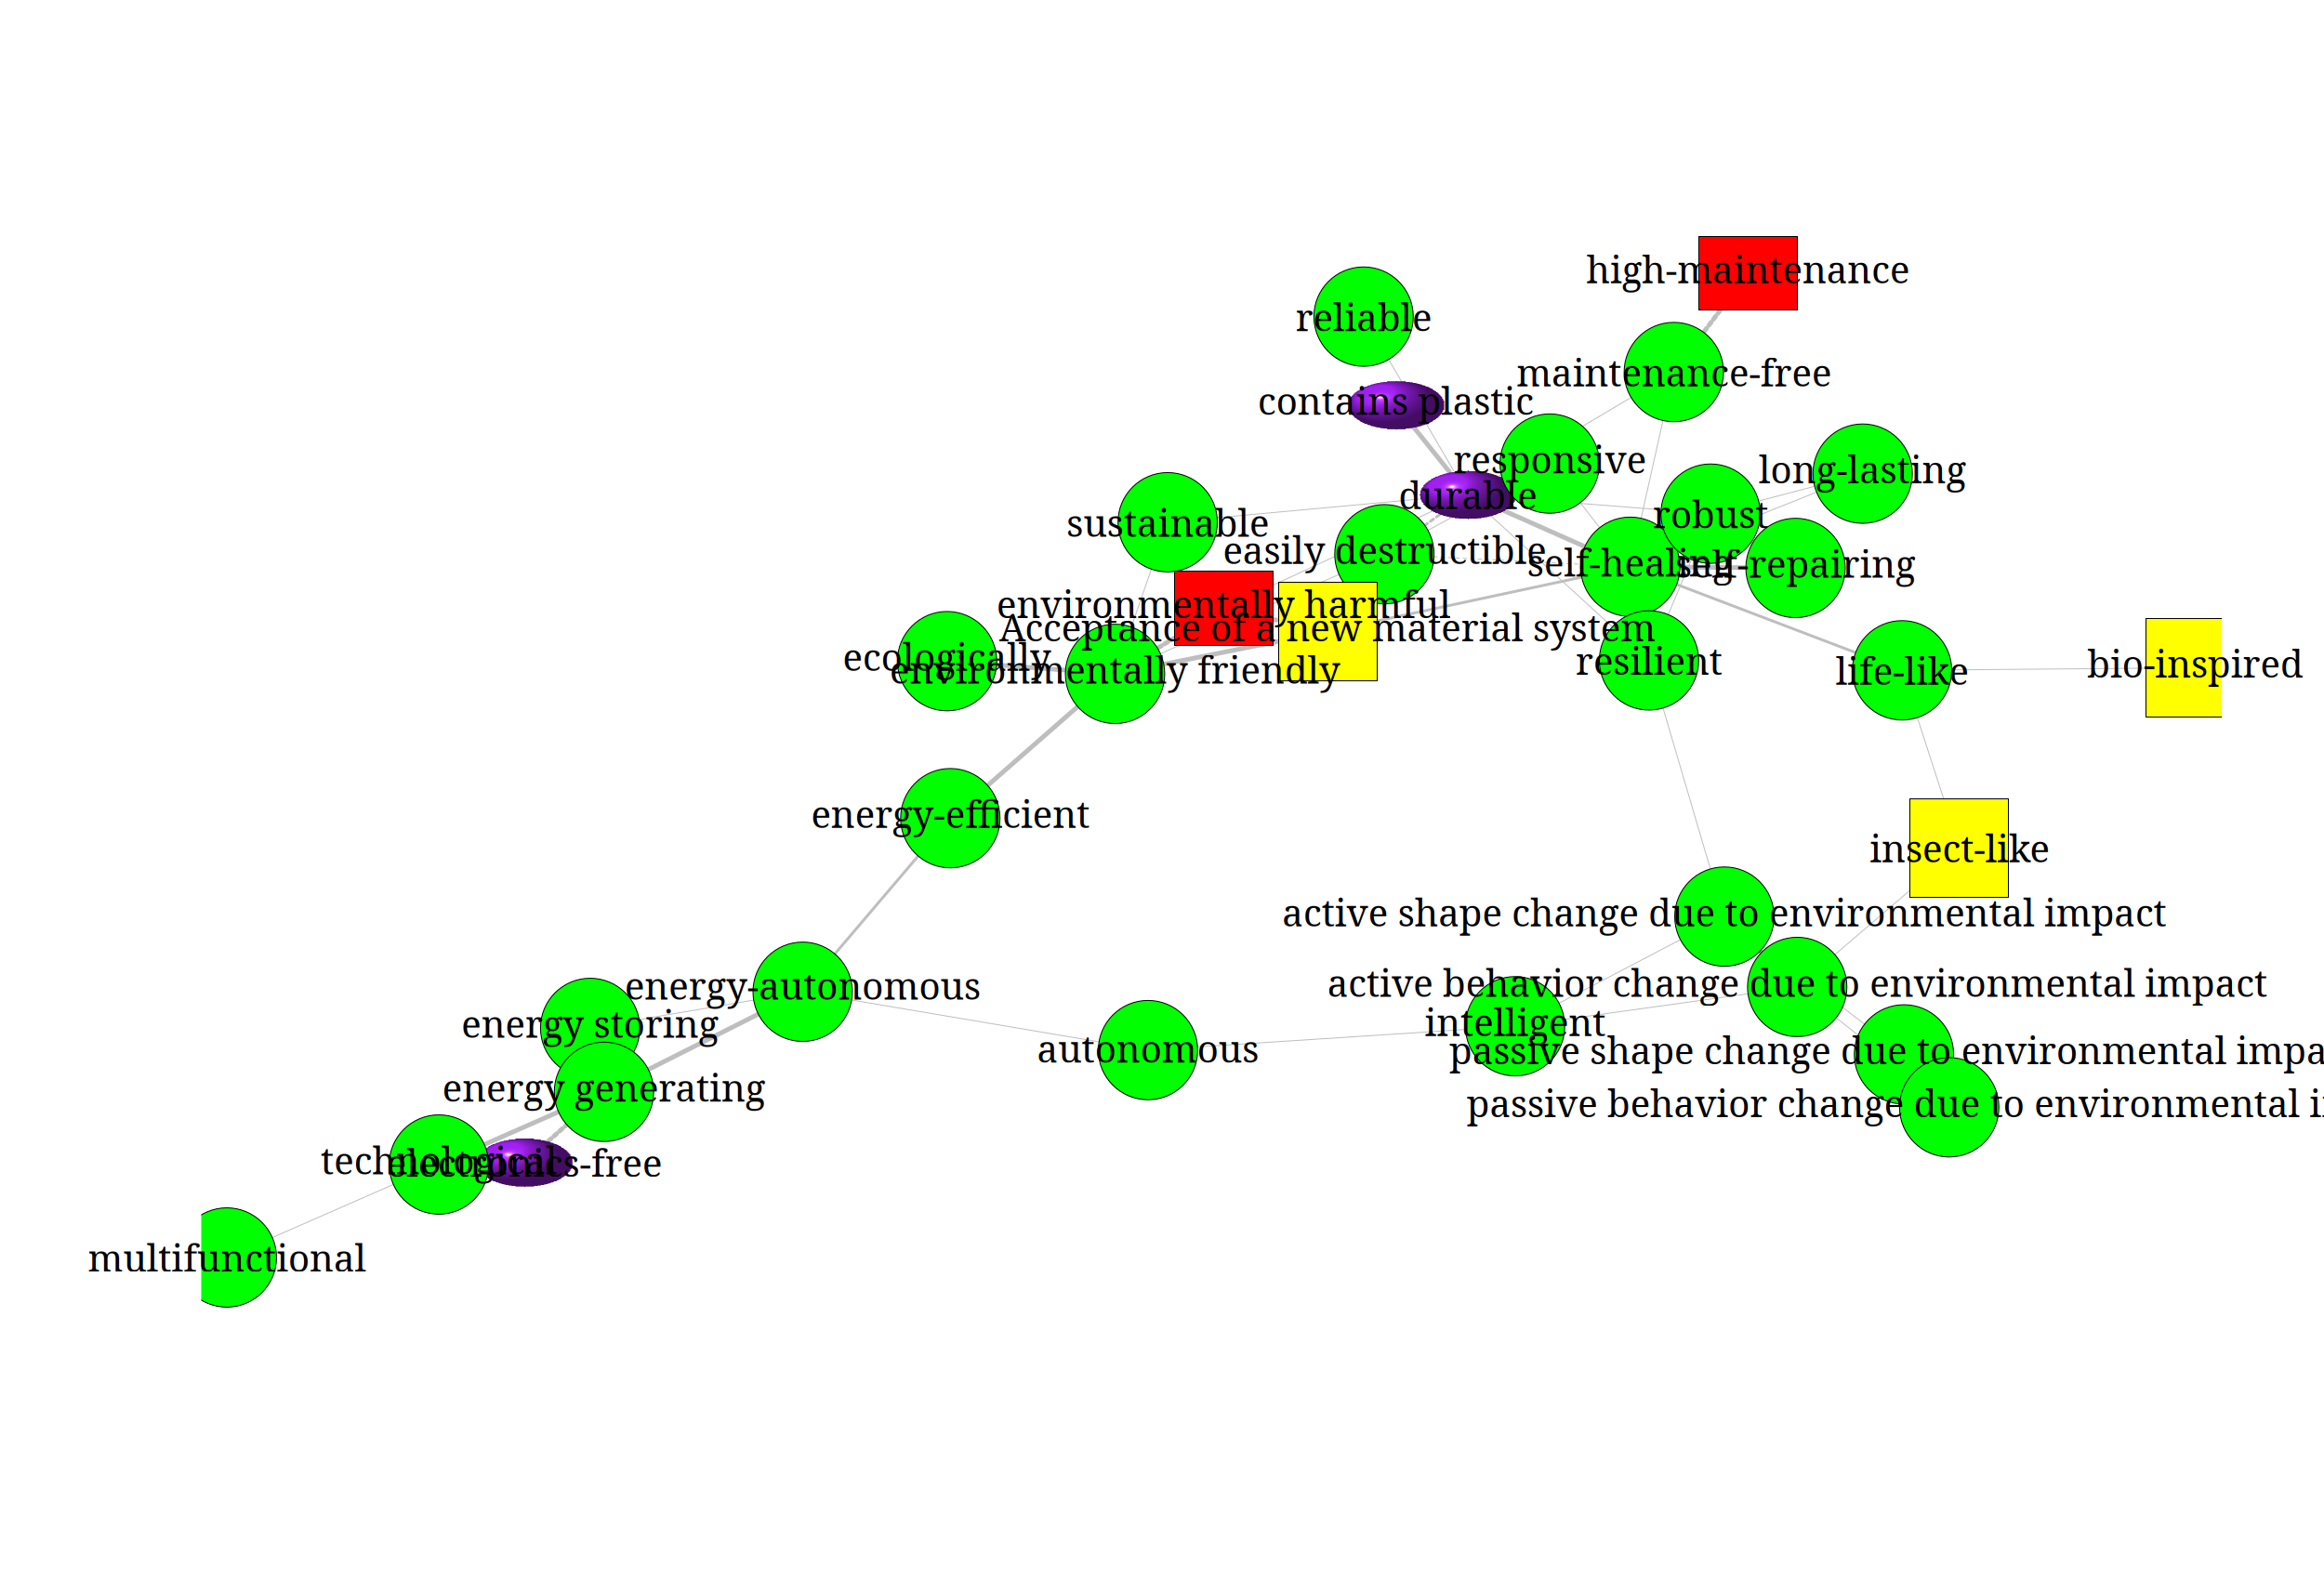 high-maintenance
reliable
maintenance-free
contains plastic
responsive
long-lasting
durable
robust
sustainable
easily destructible
self-healing
self-repairing
environmentally harmful
Acceptance of a new material system
ecologically
environmentally friendly
resilient
life-like
bio-inspired
energy-efficient
insect-like
active shape change due to environmental impact
active behavior change due to environmental impact
energy-autonomous
energy storing
intelligent
autonomous
passive shape change due to environmental impa
passive behavior change due to environmental i
energy generating
technological
electronics-free
multifunctional